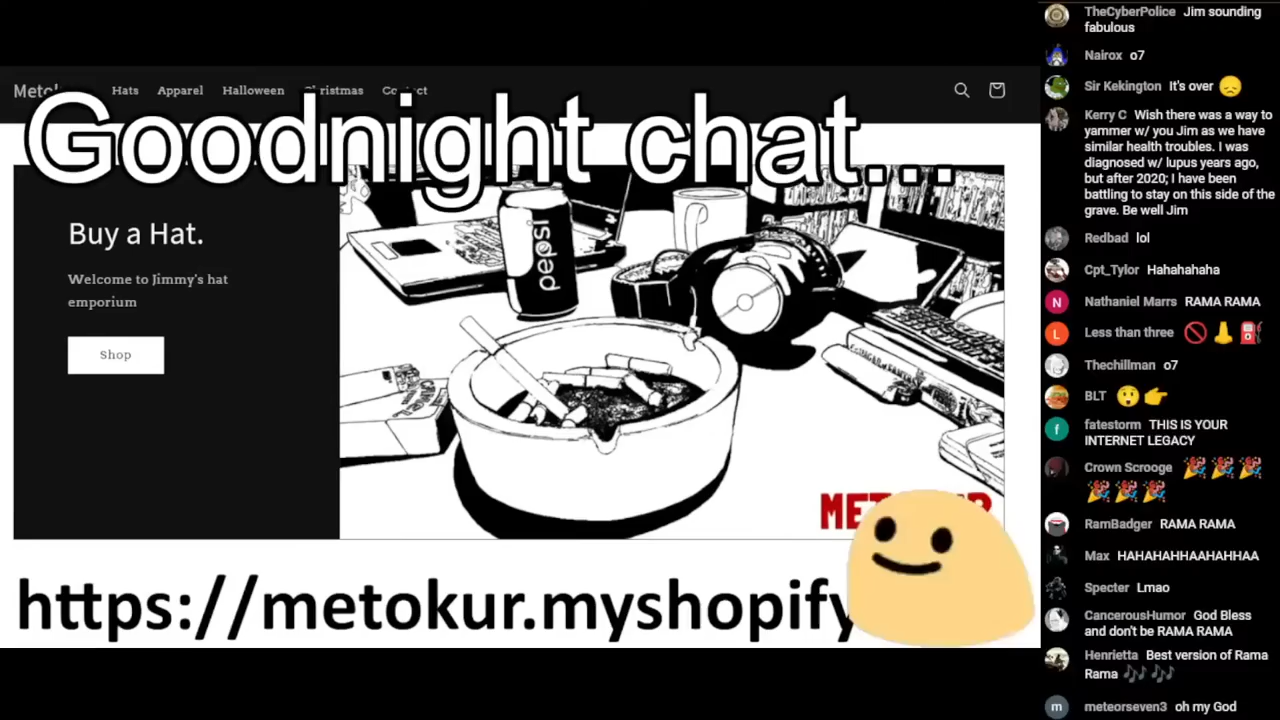 Metok
Hats
Apparel
Halloween
Christmas
Contact
Goodnight chat...
Buy a Hat.
Welcome to Jimmy's hat
emporium
Shop
pepsi
MET
https://metokur.myshopify
TheCyberPolice Jim sounding
fabulous
Nairox o7
Sir Kekington It's over 😞
Kerry C Wish there was a way to
yammer w/ you Jim as we have
similar health troubles. I was
diagnosed w/ lupus years ago,
but after 2020; I have been
battling to stay on this side of the
grave. Be well Jim
Redbad lol
Cpt_Tylor Hahahahaha
N
Nathaniel Marrs RAMA RAMA
L
Less than three 🚫👃⛽
Thechillman o7
BLT 😲👉
f
fatestorm THIS IS YOUR
INTERNET LEGACY
Crown Scrooge 🎉🎉🎉
🎉🎉🎉
RamBadger RAMA RAMA
Max HAHAHAHHAAHAHHAA
Specter Lmao
CancerousHumor God Bless
and don't be RAMA RAMA
Henrietta Best version of Rama
Rama 🎶🎶
m
meteorseven3 oh my God